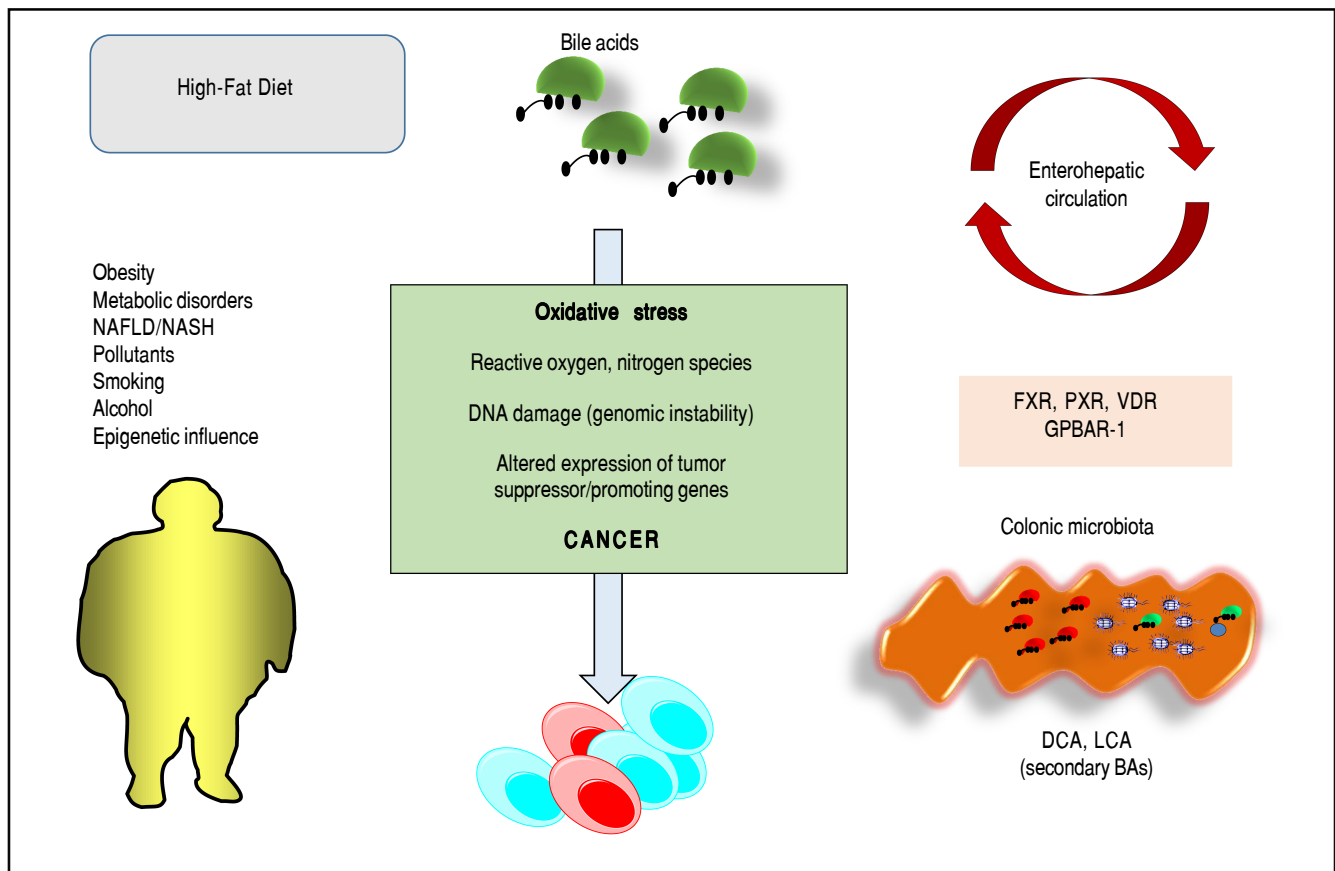 High-Fat Diet
Bile acids
Enterohepatic
circulation
Obesity
Metabolic disorders
NAFLD/NASH
Pollutants
Smoking
Alcohol
Epigenetic influence
Oxidative stress
Reactive oxygen, nitrogen species
DNA damage (genomic instability)
Altered expression of tumor
suppressor/promoting genes
CANCER
FXR, PXR, VDR
GPBAR-1
Colonic microbiota
DCA, LCA
(secondary BAs)